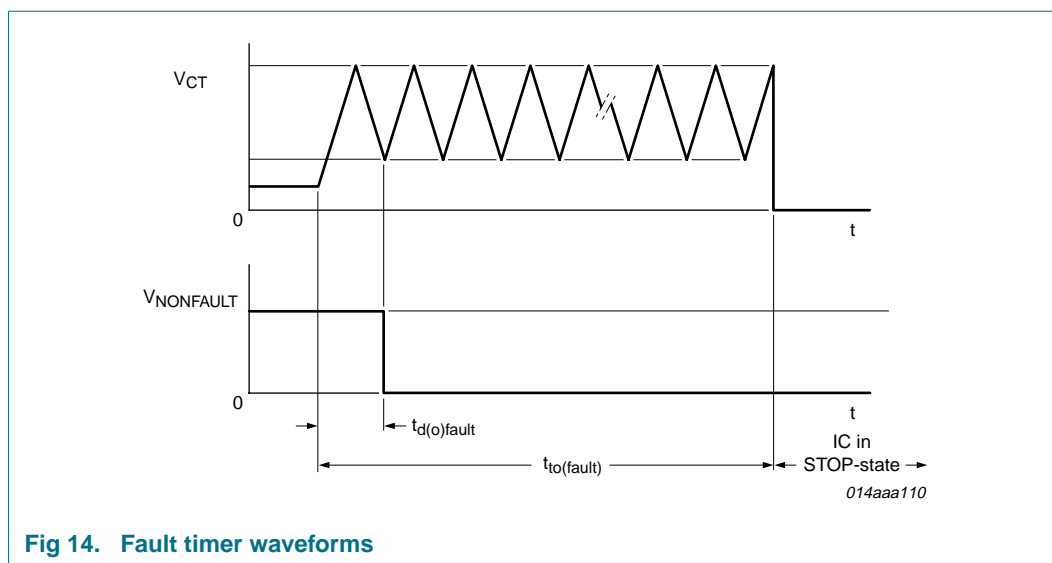 VCT
0
t
VNONFAULT
0
t
td(o)fault
tto(fault)
IC in
STOP-state
014aaa110
Fig 14. Fault timer waveforms